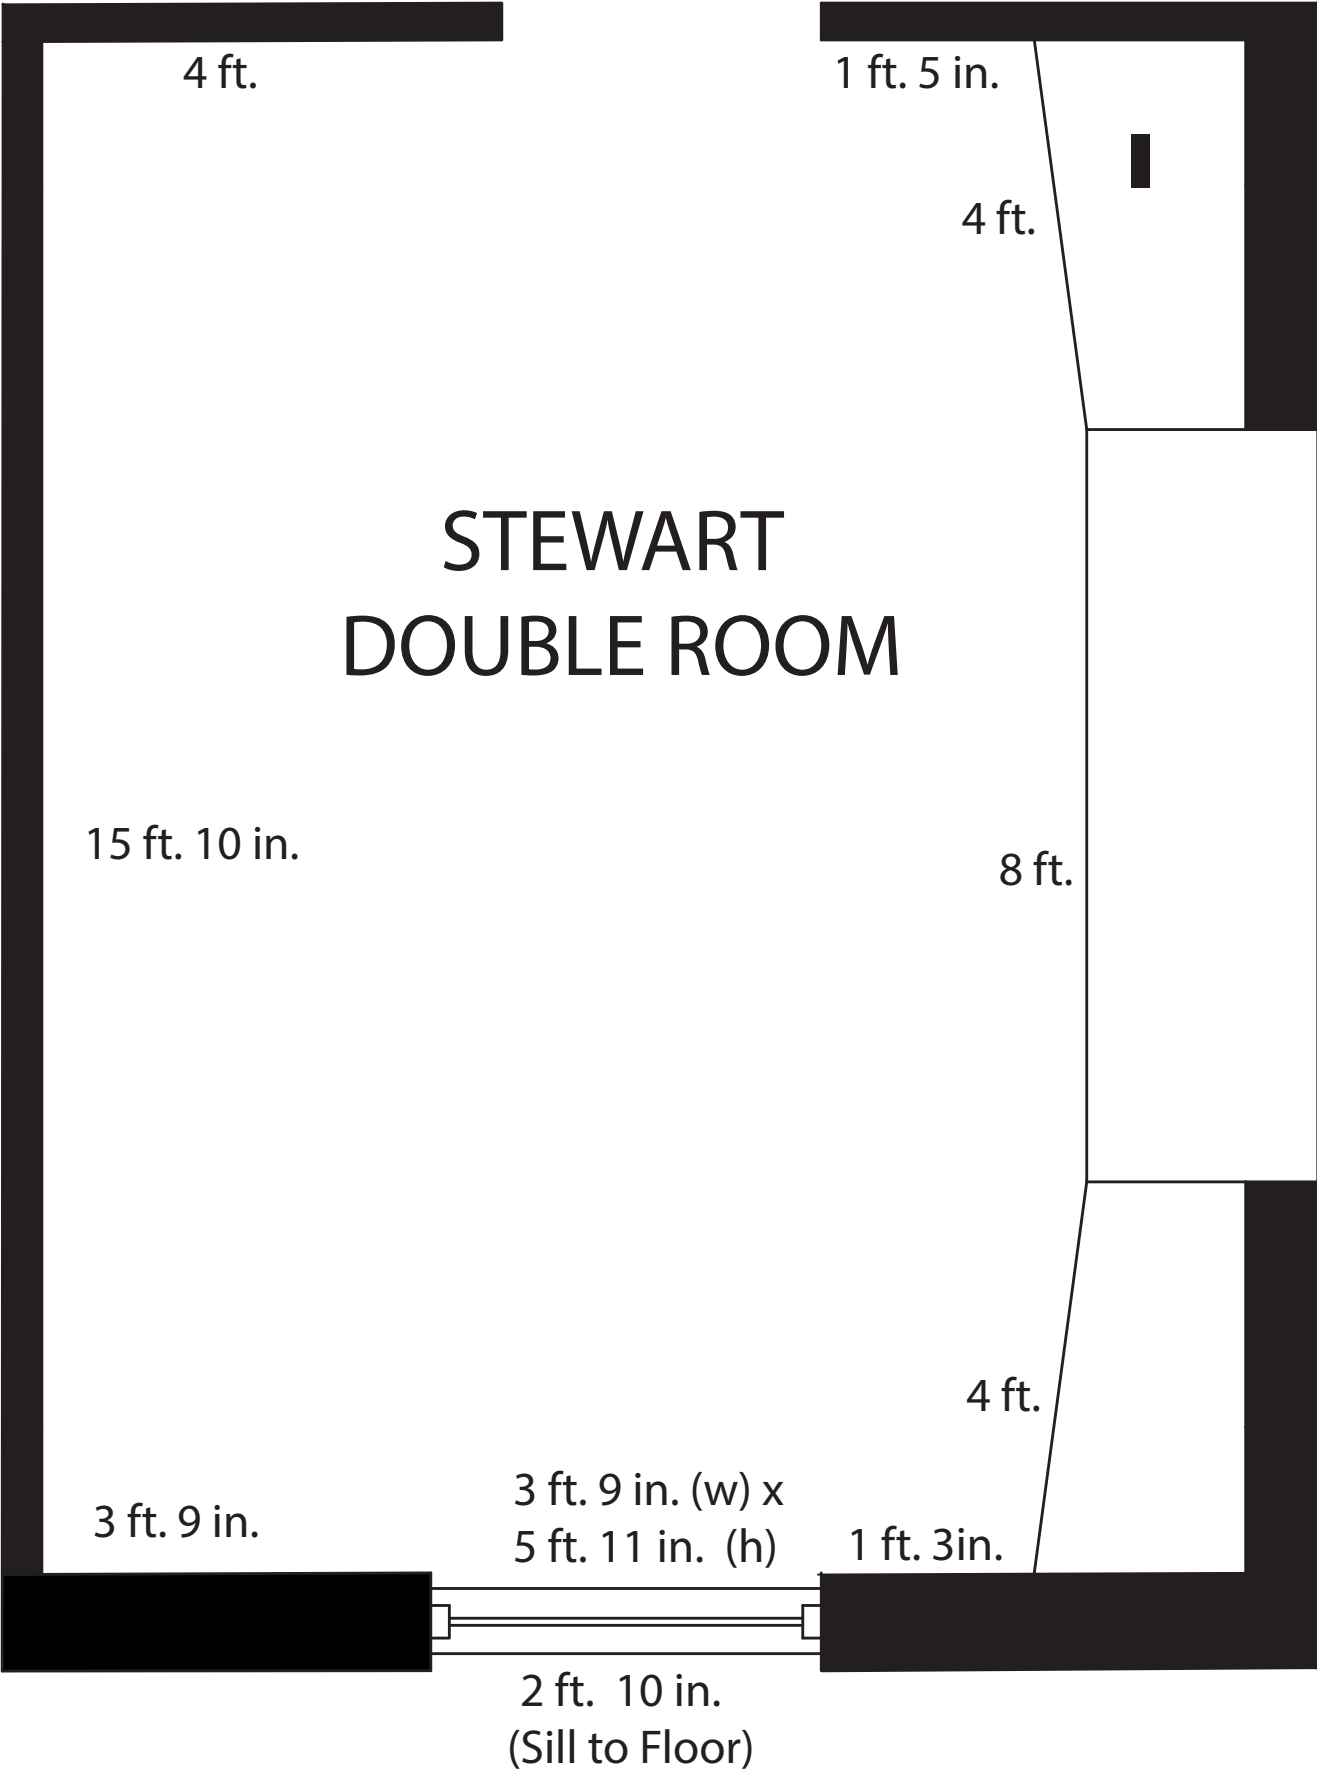 4 ft.
1 ft. 5 in.
4 ft.
STEWART
DOUBLE ROOM
15 ft. 10 in.
8 ft.
4 ft.
3 ft. 9 in. (w) x
3 ft. 9 in.
5 ft. 11 in. (h)
1 ft. 3in.
2 ft. 10 in.
(Sill to Floor)